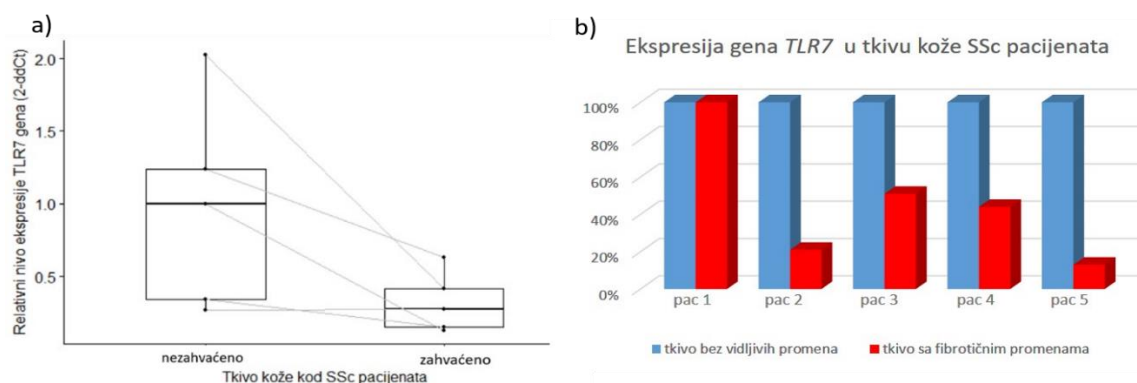 a)
Relativni nivo ekspresije TLR7 gena (2-ddCt)
2.0
1.5
1.0
0.5
nezahvaćeno
zahvaćeno
Tkivo kože kod SSc pacijenata
b)
Ekspresija gena TLR7 u tkivu kože SSc pacijenata
100%
80%
60%
40%
20%
0%
pac 1
pac 2
pac 3
pac 4
pac 5
tkivo bez vidljivih promena
tkivo sa fibrotičnim promenama